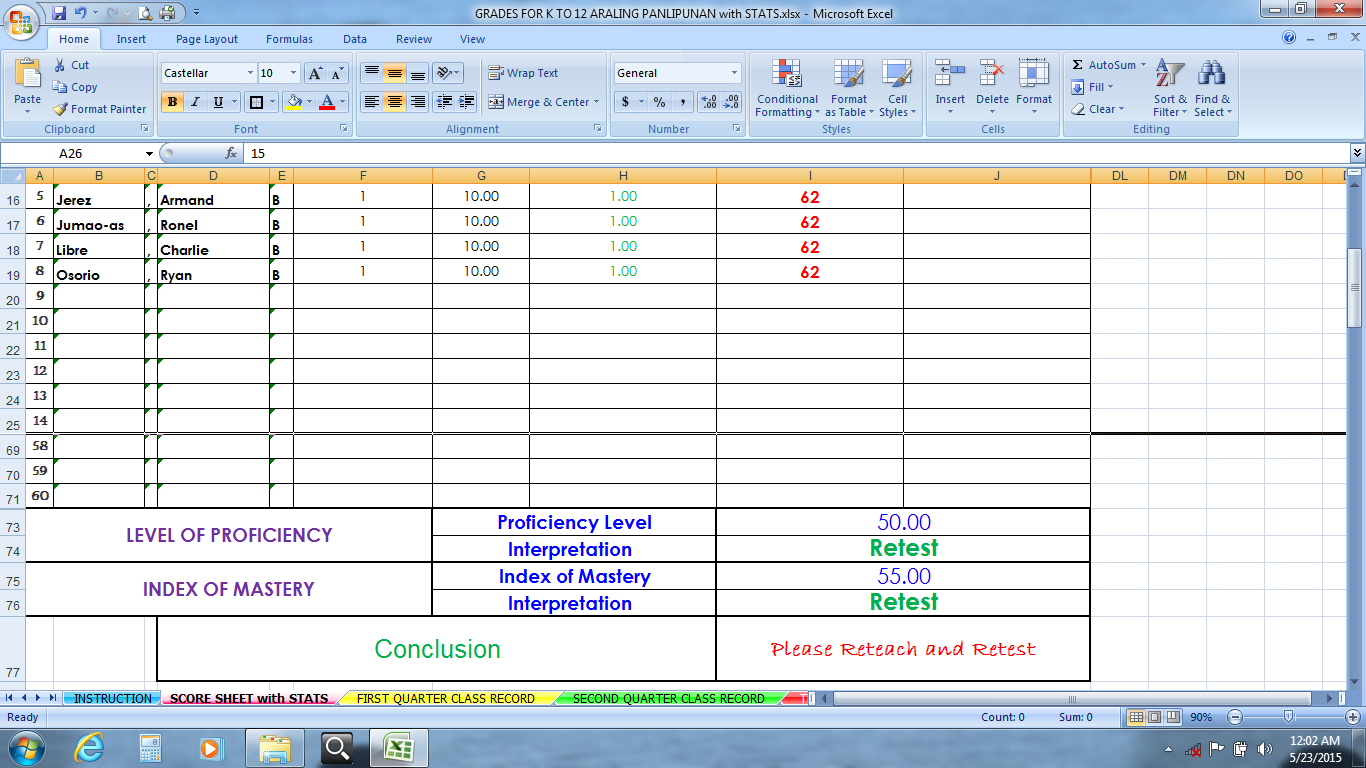 GRADES FOR K TO 12 ARALING PANLIPUNAN with STATS.xlsx - Microsoft Excel
Home Insert Page Layout Formulas Data Review View
Paste Cut Copy Format Painter Clipboard
Castellar 10 A A B I U A Font
Wrap Text Merge & Center Alignment
General $ % , .0 .00 .00 .0 Number
Conditional Formatting Format as Table Cell Styles Styles
Insert Delete Format Cells
Σ AutoSum Fill Clear Sort & Filter Find & Select Editing
A26 fx 15
A B C D E F G H I J DL DM DN DO
16 5 Jerez , Armand B 1 10.00 1.00 62
17 6 Jumao-as , Ronel B 1 10.00 1.00 62
18 7 Libre , Charlie B 1 10.00 1.00 62
19 8 Osorio , Ryan B 1 10.00 1.00 62
20 9
21 10
22 11
23 12
24 13
25 14
69 58
70 59
71 60
73 LEVEL OF PROFICIENCY Proficiency Level 50.00
74 Interpretation Retest
75 INDEX OF MASTERY Index of Mastery 55.00
76 Interpretation Retest
77 Conclusion Please Reteach and Retest
INSTRUCTION SCORE SHEET with STATS FIRST QUARTER CLASS RECORD SECOND QUARTER CLASS RECORD T
Ready Count: 0 Sum: 0 90%
12:02 AM
5/23/2015